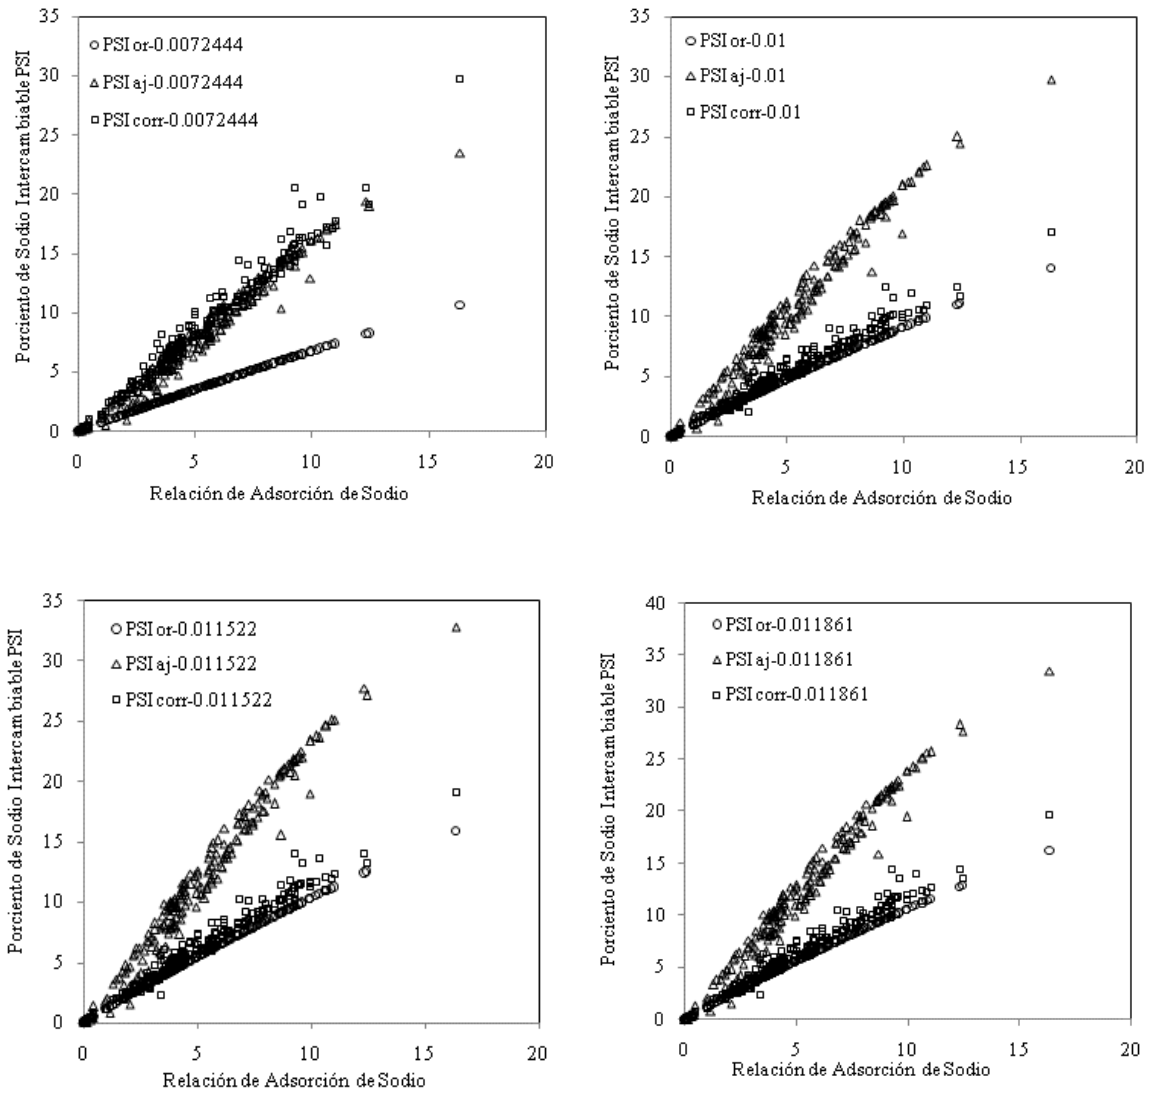 35
30
25
20
15
10
5
0
Porciento de Sodio Intercambiable PSI
PSI or-0.0072444
PSI aj-0.0072444
PSI corr-0.0072444
0 5 10 15 20
Relación de Adsorción de Sodio
35
30
25
20
15
10
5
0
Porciento de Sodio Intercambiable PSI
PSI or-0.01
PSI aj-0.01
PSI corr-0.01
0 5 10 15 20
Relación de Adsorción de Sodio
35
30
25
20
15
10
5
0
Porciento de Sodio Intercambiable PSI
PSI or-0.011522
PSI aj-0.011522
PSI corr-0.011522
0 5 10 15 20
Relación de Adsorción de Sodio
40
35
30
25
20
15
10
5
0
Porciento de Sodio Intercambiable PSI
PSI or-0.011861
PSI aj-0.011861
PSI corr-0.011861
0 5 10 15 20
Relación de Adsorción de Sodio